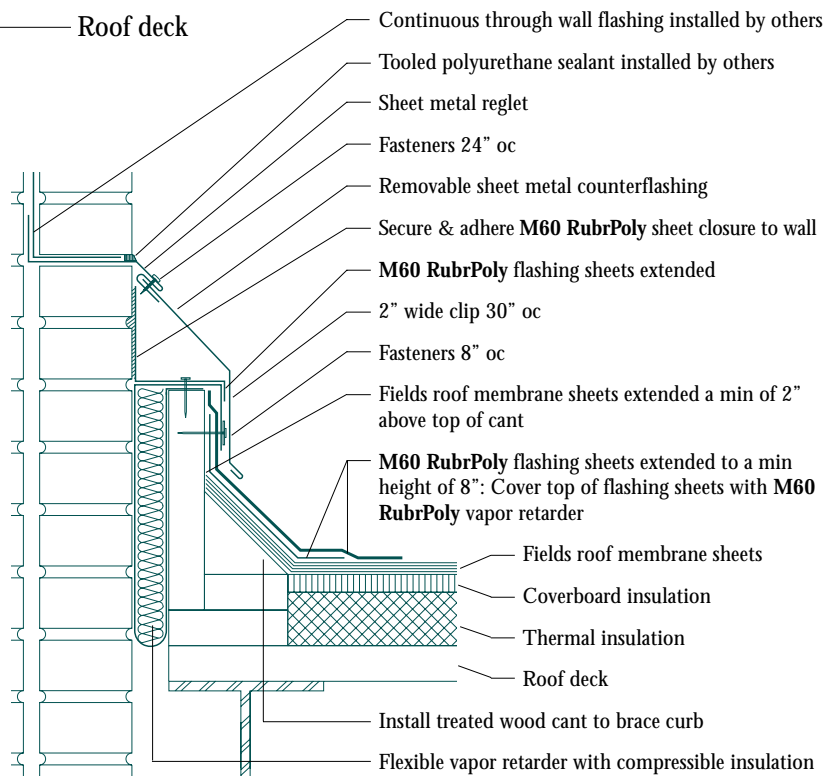 Roof deck
Continuous through wall flashing installed by others
Tooled polyurethane sealant installed by others
Sheet metal reglet
Fasteners 24” oc
Removable sheet metal counterflashing
Secure & adhere M60 RubrPoly sheet closure to wall
M60 RubrPoly flashing sheets extended
2” wide clip 30” oc
Fasteners 8” oc
Fields roof membrane sheets extended a min of 2”
above top of cant
M60 RubrPoly flashing sheets extended to a min
height of 8”: Cover top of flashing sheets with M60
RubrPoly vapor retarder
Fields roof membrane sheets
Coverboard insulation
Thermal insulation
Roof deck
Install treated wood cant to brace curb
Flexible vapor retarder with compressible insulation